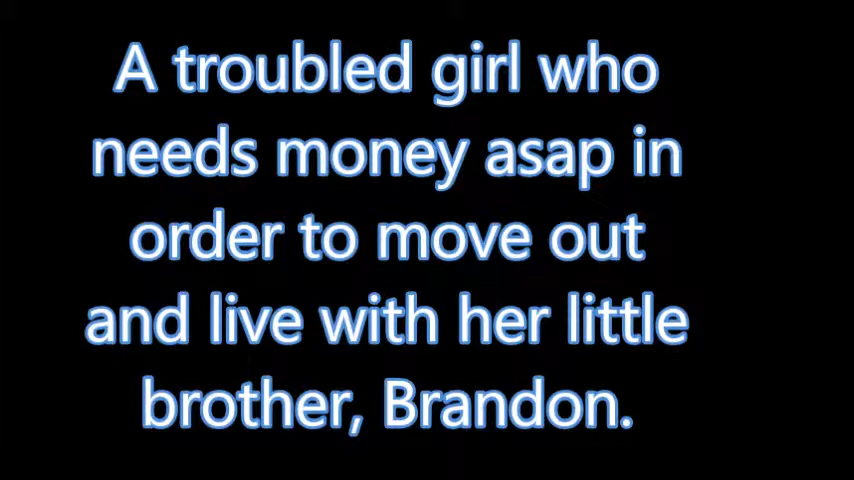 A troubled girl who
needs money asap in
order to move out
and live with her little
brother, Brandon.